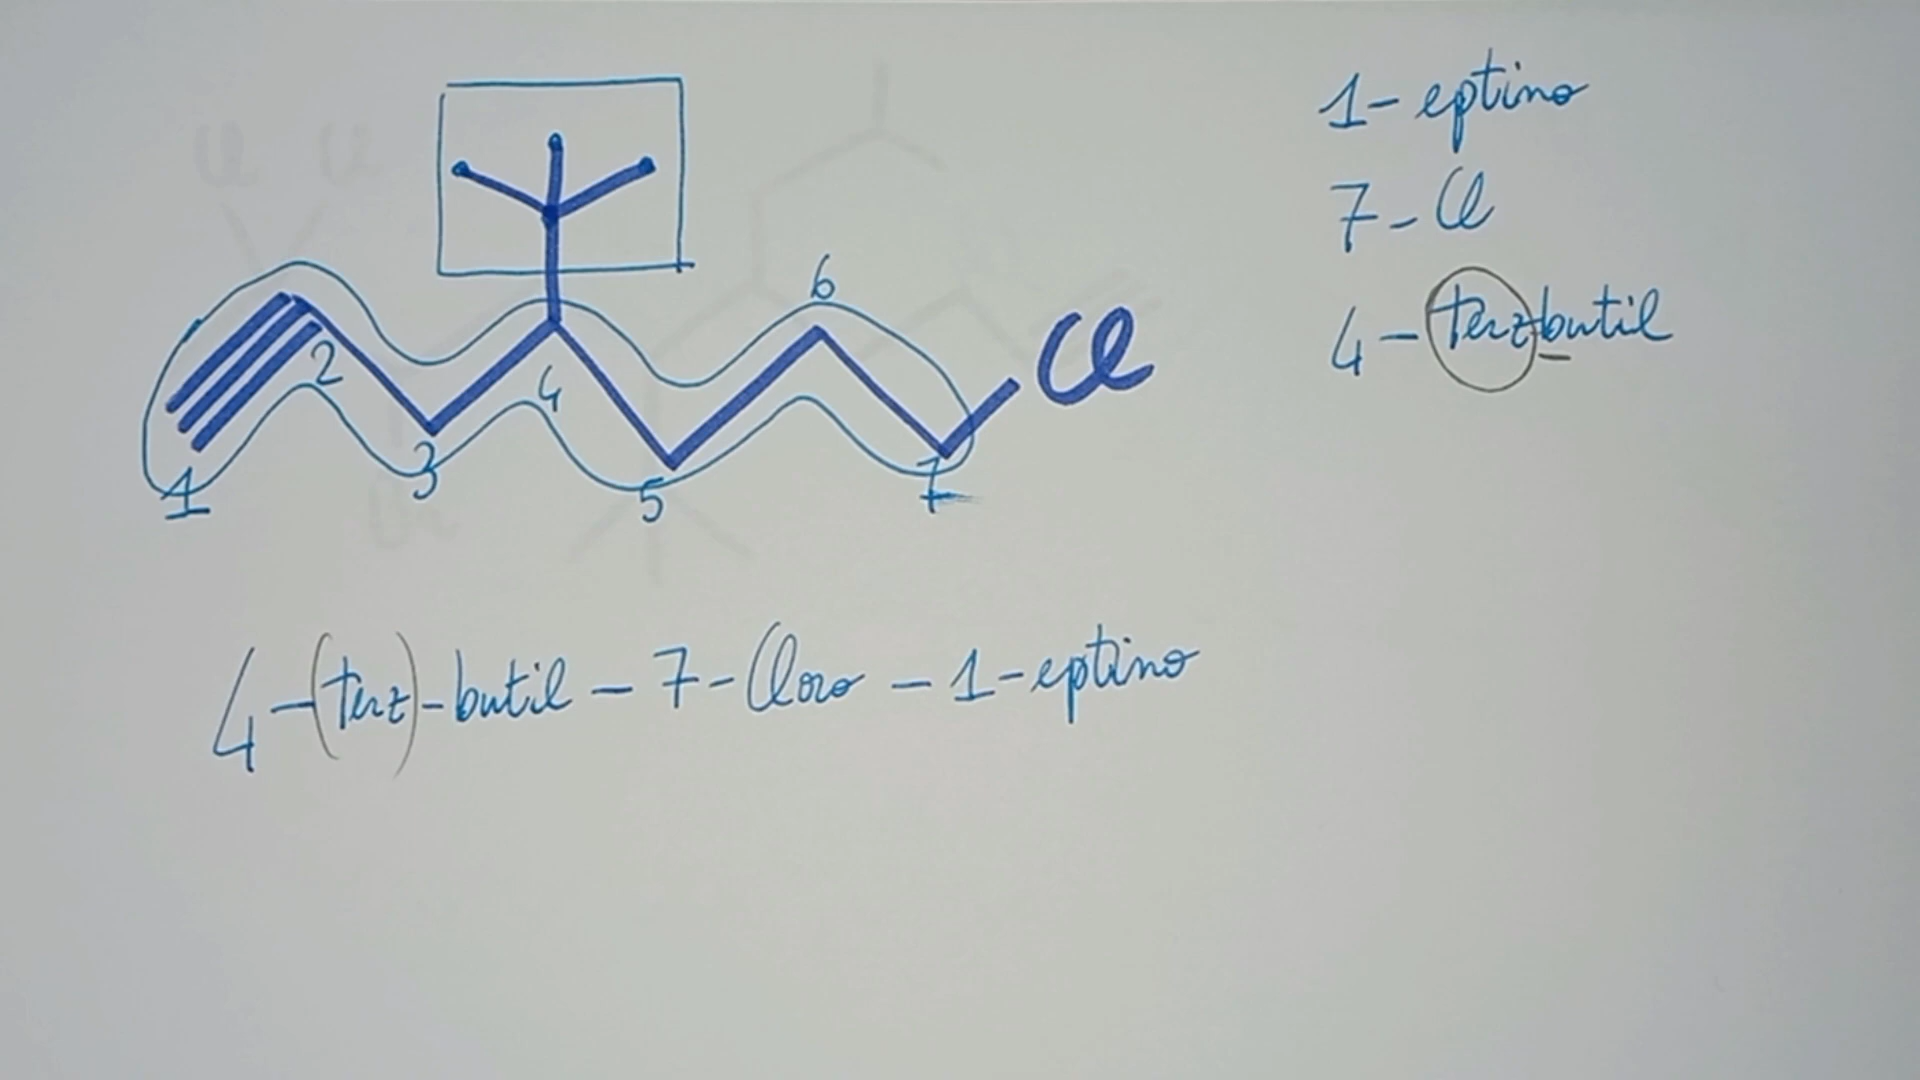 1 - eptino
7 - Cl
4 - terz-butil
6
Cl
2
4
3
1
5
7
4 - (terz) - butil - 7 - Cloro - 1 - eptino